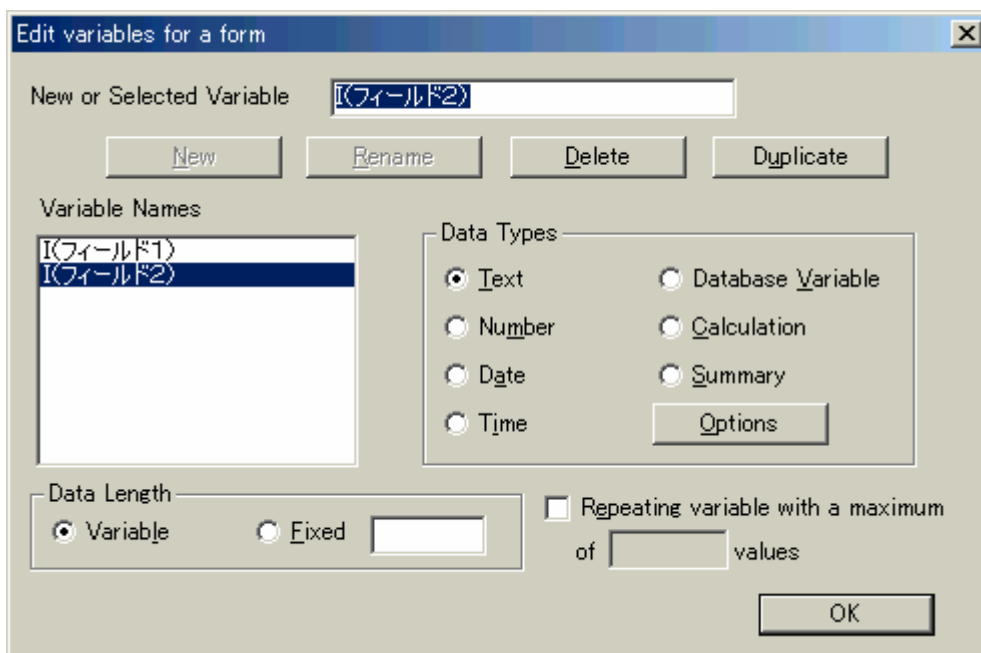 Edit variables for a form
New or Selected Variable I(フィールド2)
New Rename Delete Duplicate
Variable Names
I(フィールド1)
I(フィールド2)
Data Types
Text Database Variable
Number Calculation
Date Summary
Time Options
Data Length
Variable Fixed
Repeating variable with a maximum
of values
OK